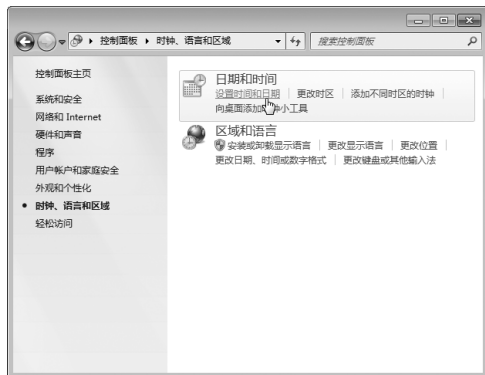 控制面板 时钟、语言和区域 搜索控制面板
控制面板主页
系统和安全
网络和 Internet
硬件和声音
程序
用户帐户和家庭安全
外观和个性化
时钟、语言和区域
轻松访问
日期和时间
设置时间和日期 更改时区 添加不同时区的时钟
向桌面添加时钟小工具
区域和语言
安装或卸载显示语言 更改显示语言 更改位置
更改日期、时间或数字格式 更改键盘或其他输入法